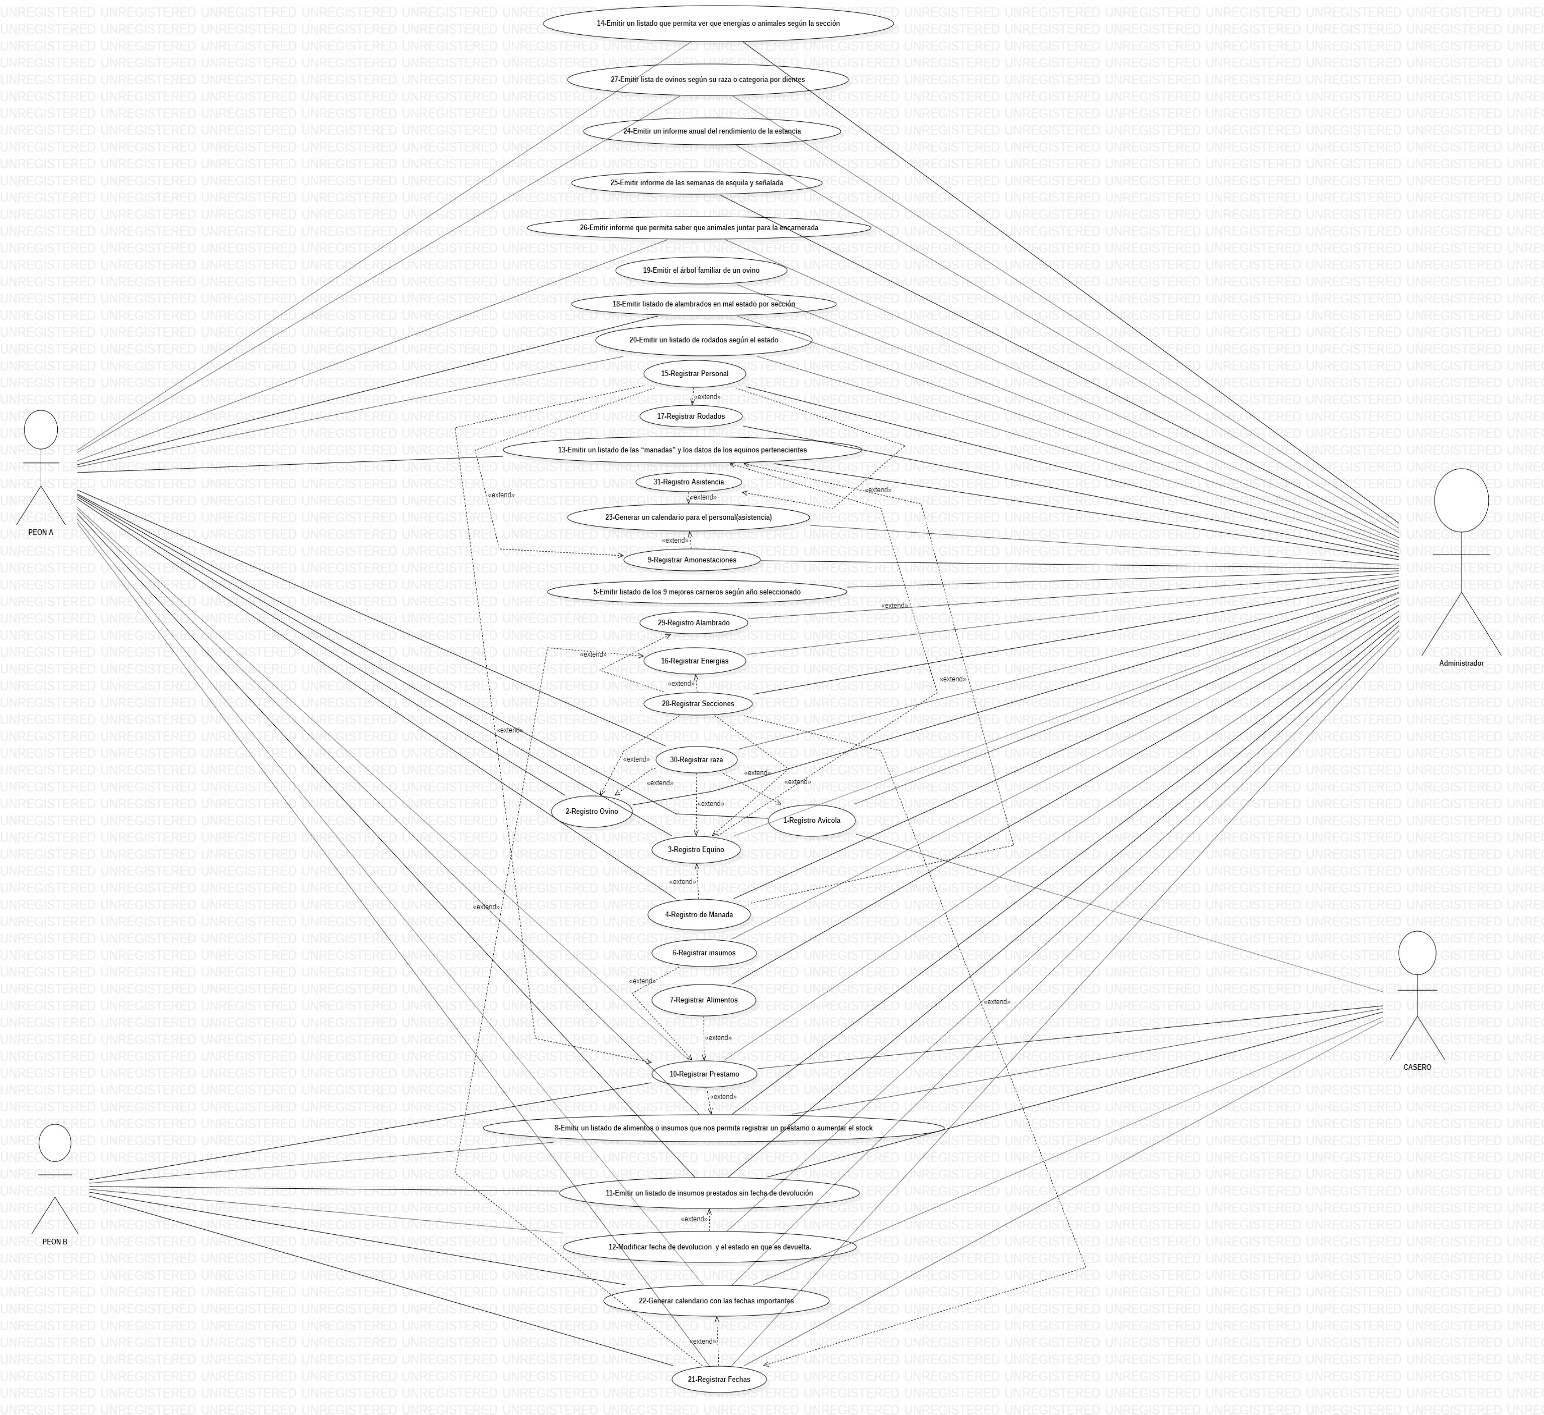 14-Emitir un listado que permita ver que energías o animales según la sección
27-Emitir lista de ovinos según su raza o categoria por dientes
24-Emitir un informe anual del rendimiento de la estancia
25-Emitir informe de las semanas de esquila y señalada
26-Emitir informe que permita saber que animales juntar para la encarnerada
19-Emitir el árbol familiar de un ovino
18-Emitir listado de alambrados en mal estado por sección
20-Emitir un listado de rodados según el estado
15-Registrar Personal
«extend»
17-Registrar Rodados
13-Emitir un listado de las "manadas" y los datos de los equinos pertenecientes
31-Registro Asistencia
«extend»
«extend»
«extend»
23-Generar un calendario para el personal(asistencia)
PEON A
«extend»
9-Registrar Amonestaciones
5-Emitir listado de los 9 mejores carneros según año seleccionado
«extend»
29-Registro Alambrado
«extend»
16-Registrar Energías
Administrador
«extend»
«extend»
28-Registrar Secciones
«extend»
30-Registrar raza
«extend»
«extend»
«extend»
«extend»
«extend»
2-Registro Ovino
1-Registro Avicola
3-Registro Equino
«extend»
«extend»
4-Registro de Manada
6-Registrar insumos
«extend»
7-Registrar Alimentos
«extend»
«extend»
CASERO
10-Registrar Prestamo
«extend»
8-Emitir un listado de alimentos o insumos que nos permita registrar un préstamo o aumentar el stock
11-Emitir un listado de insumos prestados sin fecha de devolución
«extend»
PEON B
12-Modificar fecha de devolucion y el estado en que es devuelta.
22-Generar calendario con las fechas importantes
«extend»
21-Registrar Fechas
UNREGISTERED